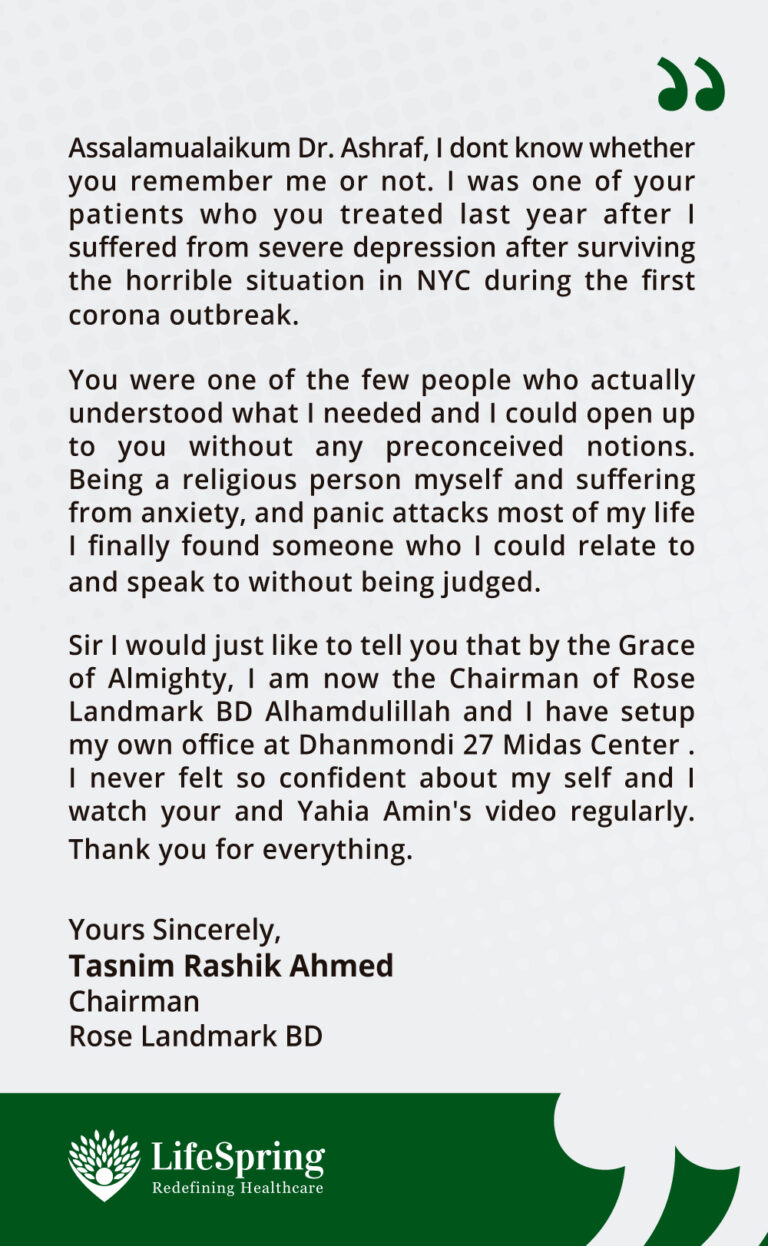 Assalamualaikum Dr. Ashraf, I dont know whether
you remember me or not. I was one of your
patients who you treated last year after I
suffered from severe depression after surviving
the horrible situation in NYC during the first
corona outbreak.
You were one of the few people who actually
understood what I needed and I could open up
to you without any preconceived notions.
Being a religious person myself and suffering
from anxiety, and panic attacks most of my life
I finally found someone who I could relate to
and speak to without being judged.
Sir I would just like to tell you that by the Grace
of Almighty, I am now the Chairman of Rose
Landmark BD Alhamdulillah and I have setup
my own office at Dhanmondi 27 Midas Center .
I never felt so confident about my self and I
watch your and Yahia Amin's video regularly.
Thank you for everything.
Yours Sincerely,
Tasnim Rashik Ahmed
Chairman
Rose Landmark BD
LifeSpring
Redefining Healthcare